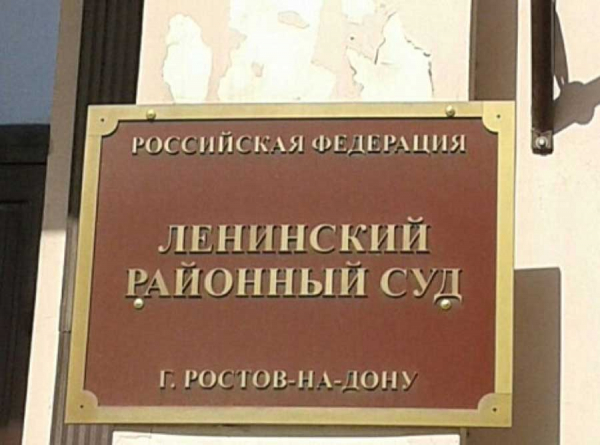 РОССИЙСКАЯ ФЕДЕРАЦИЯ
ЛЕНИНСКИЙ
РАЙОННЫЙ СУД
Г. РОСТОВ-НА-ДОНУ